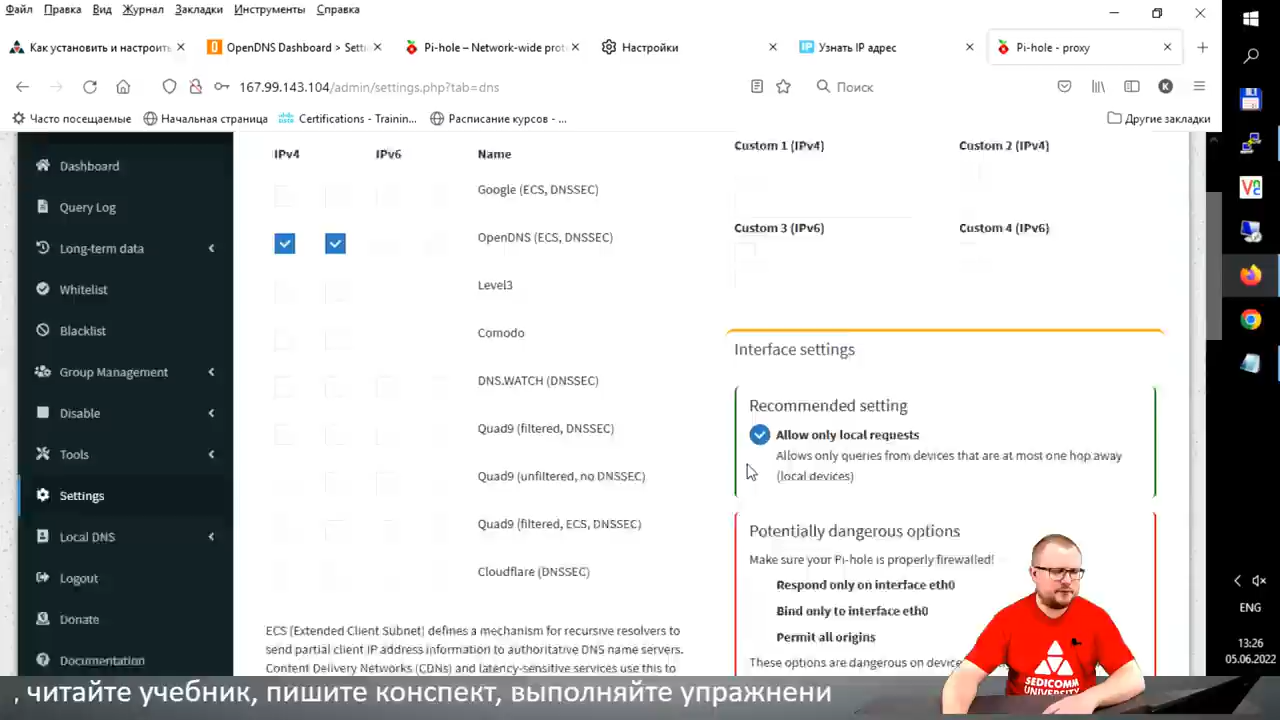 Файл Правка Вид Журнал Закладки Инструменты Справка
Как установить и настроить
OpenDNS Dashboard > Setti
Pi-hole – Network-wide prote
Настройки
Узнать IP адрес
Pi-hole - proxy
167.99.143.104/admin/settings.php?tab=dns
Поиск
K
Часто посещаемые
Начальная страница
Certifications - Trainin...
Расписание курсов - ...
Другие закладки
Dashboard
Query Log
Long-term data
Whitelist
Blacklist
Group Management
Disable
Tools
Settings
Local DNS
Logout
Donate
Documentation
IPv4 IPv6 Name
Google (ECS, DNSSEC)
OpenDNS (ECS, DNSSEC)
Level3
Comodo
DNS.WATCH (DNSSEC)
Quad9 (filtered, DNSSEC)
Quad9 (unfiltered, no DNSSEC)
Quad9 (filtered, ECS, DNSSEC)
Cloudflare (DNSSEC)
ECS (Extended Client Subnet) defines a mechanism for recursive resolvers to
send partial client IP address information to authoritative DNS name servers.
Content Delivery Networks (CDNs) and latency-sensitive services use this to
Custom 1 (IPv4) Custom 2 (IPv4)
Custom 3 (IPv6) Custom 4 (IPv6)
Interface settings
Recommended setting
Allow only local requests
Allows only queries from devices that are at most one hop away
(local devices)
Potentially dangerous options
Make sure your Pi-hole is properly firewalled!
Respond only on interface eth0
Bind only to interface eth0
Permit all origins
These options are dangerous on device
ENG
13:26
05.06.2022
SEDICOMM
UNIVERSITY
, читайте учебник, пишите конспект, выполняйте упражнени